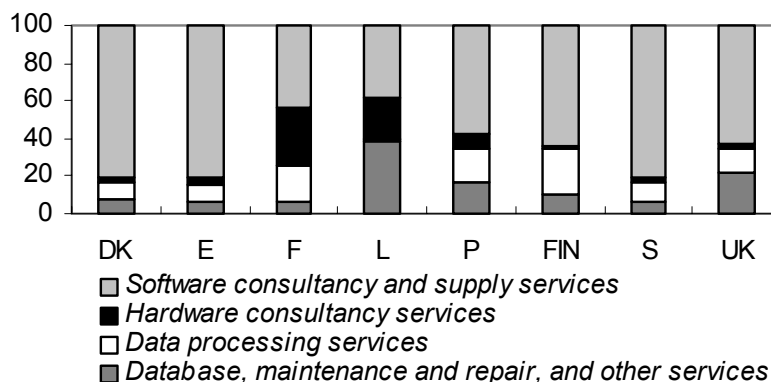 100
80
60
40
20
0
DK E F L P FIN S UK
Software consultancy and supply services
Hardware consultancy services
Data processing services
Database, maintenance and repair, and other services